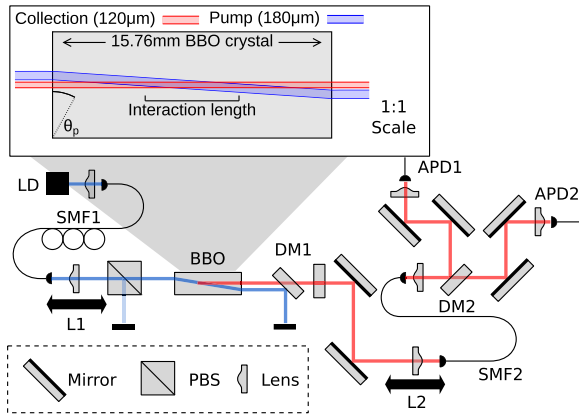 Collection (120μm) Pump (180μm)
15.76mm BBO crystal
Interaction length
θp
1:1
Scale
APD1
APD2
LD
SMF1
BBO
DM1
DM2
L1
SMF2
L2
Mirror PBS Lens